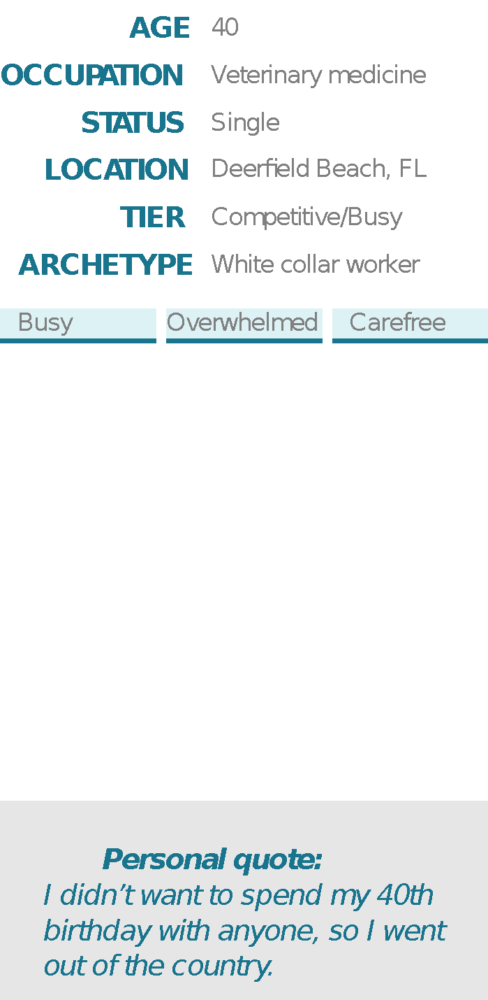 AGE 40
OCCUPATION Veterinary medicine
STATUS Single
LOCATION Deerfield Beach, FL
TIER Competitive/Busy
ARCHETYPE White collar worker
Busy Overwhelmed Carefree
Personal quote:
I didn’t want to spend my 40th
birthday with anyone, so I went
out of the country.